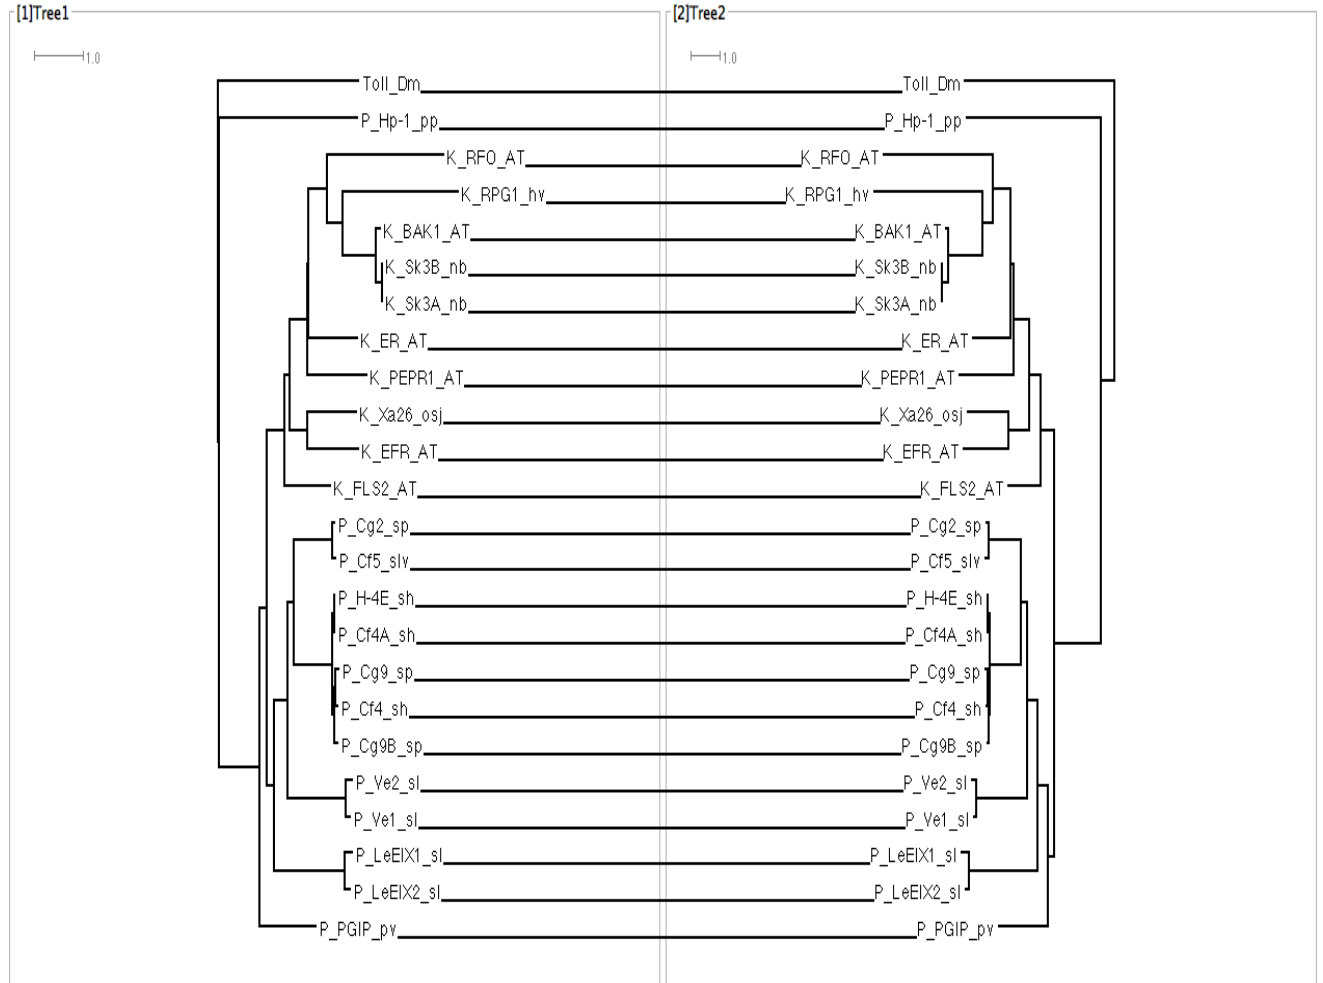 [1]Tree1 [2]Tree2
1.0 1.0
Toll_Dm Toll_Dm
P_Hp-1_pp P_Hp-1_pp
K_RFO_AT K_RFO_AT
K_RPG1_hv K_RPG1_hv
K_BAK1_AT K_BAK1_AT
K_Sk3B_nb K_Sk3B_nb
K_Sk3A_nb K_Sk3A_nb
K_ER_AT K_ER_AT
K_PEPR1_AT K_PEPR1_AT
K_Xa26_osj K_Xa26_osj
K_EFR_AT K_EFR_AT
K_FLS2_AT K_FLS2_AT
P_Cg2_sp P_Cg2_sp
P_Cf5_slv P_Cf5_slv
P_H-4E_sh P_H-4E_sh
P_Cf4A_sh P_Cf4A_sh
P_Cg9_sp P_Cg9_sp
P_Cf4_sh P_Cf4_sh
P_Cg9B_sp P_Cg9B_sp
P_Ve2_sl P_Ve2_sl
P_Ve1_sl P_Ve1_sl
P_LeEIX1_sl P_LeEIX1_sl
P_LeEIX2_sl P_LeEIX2_sl
P_PGIP_pv P_PGIP_pv